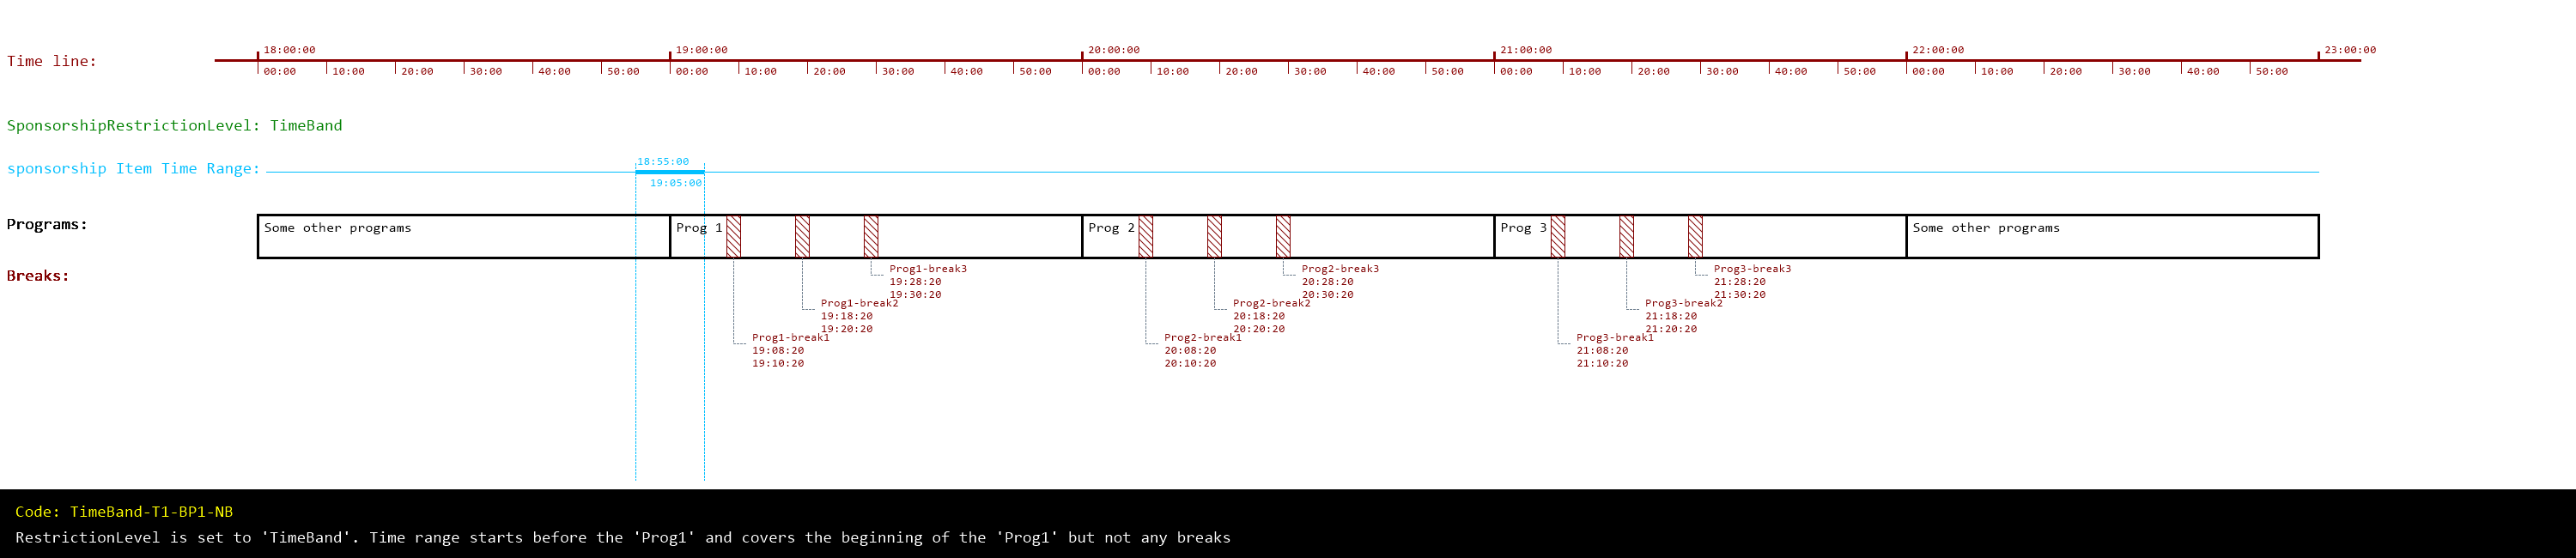 Time line:
18:00:00 19:00:00 20:00:00 21:00:00 22:00:00 23:00:00
00:00 10:00 20:00 30:00 40:00 50:00 00:00 10:00 20:00 30:00 40:00 50:00 00:00 10:00 20:00 30:00 40:00 50:00 00:00 10:00 20:00 30:00 40:00 50:00 00:00 10:00 20:00 30:00 40:00 50:00
SponsorshipRestrictionLevel: TimeBand
sponsorship Item Time Range:
18:55:00
19:05:00
Programs:
Some other programs
Prog 1
Prog 2
Prog 3
Some other programs
Breaks:
Prog1-break3
19:28:20
19:30:20
Prog1-break2
19:18:20
19:20:20
Prog1-break1
19:08:20
19:10:20
Prog2-break3
20:28:20
20:30:20
Prog2-break2
20:18:20
20:20:20
Prog2-break1
20:08:20
20:10:20
Prog3-break3
21:28:20
21:30:20
Prog3-break2
21:18:20
21:20:20
Prog3-break1
21:08:20
21:10:20
Code: TimeBand-T1-BP1-NB
RestrictionLevel is set to 'TimeBand'. Time range starts before the 'Prog1' and covers the beginning of the 'Prog1' but not any breaks